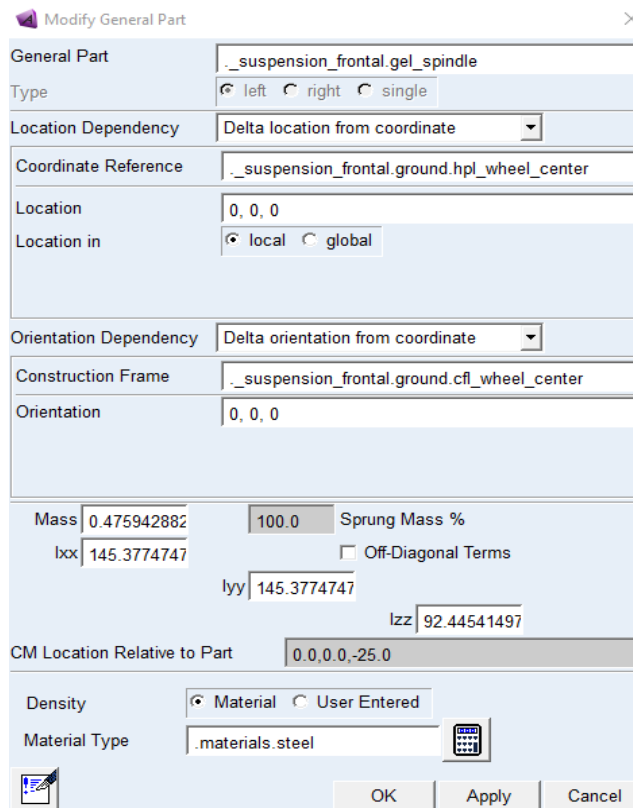 Modify General Part
General Part ._suspension_frontal.gel_spindle
Type left right single
Location Dependency Delta location from coordinate
Coordinate Reference ._suspension_frontal.ground.hpl_wheel_center
Location 0, 0, 0
Location in local global
Orientation Dependency Delta orientation from coordinate
Construction Frame ._suspension_frontal.ground.cfl_wheel_center
Orientation 0, 0, 0
Mass 0.475942882 100.0 Sprung Mass %
Ixx 145.3774747 Off-Diagonal Terms
Iyy 145.3774747
Izz 92.44541497
CM Location Relative to Part 0.0,0.0,-25.0
Density Material User Entered
Material Type .materials.steel
OK Apply Cancel